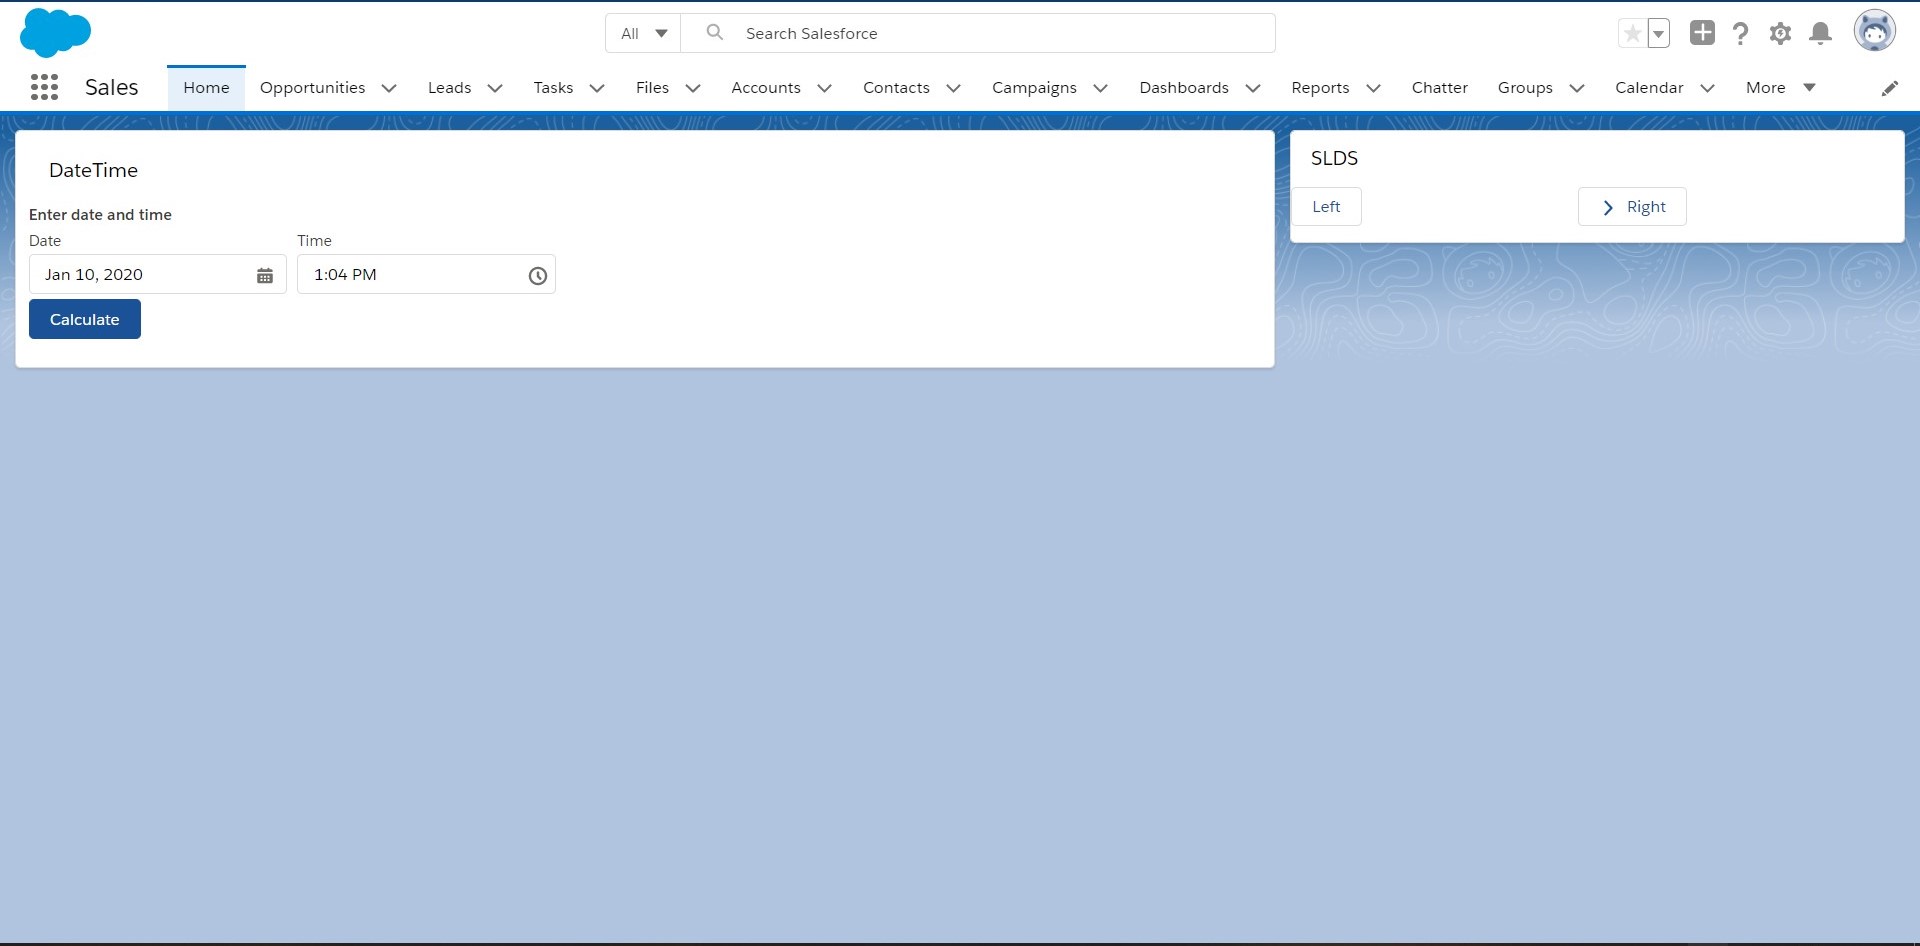 All
Search Salesforce
Sales Home Opportunities Leads Tasks Files Accounts Contacts Campaigns Dashboards Reports Chatter Groups Calendar More
DateTime
Enter date and time
Date Time
Jan 10, 2020 1:04 PM
Calculate
SLDS
Left Right